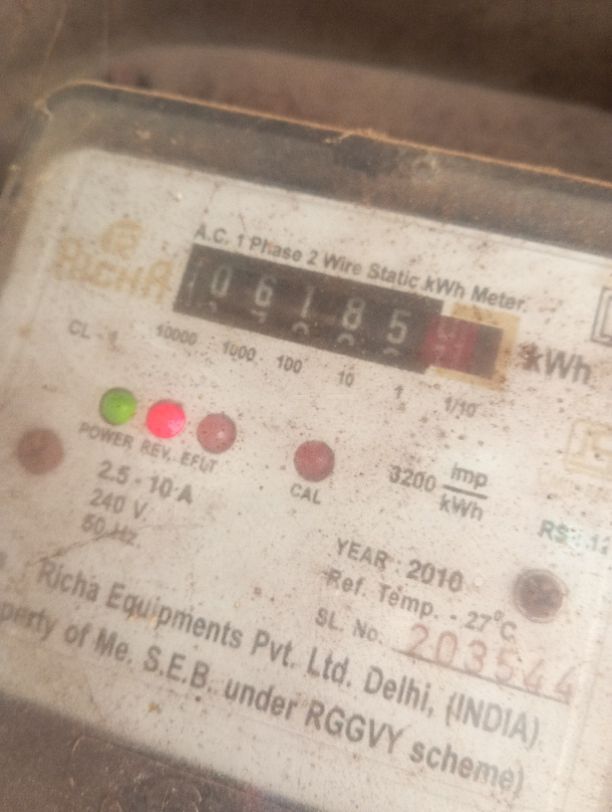 RICHA
A.C. 1 Phase 2 Wire Static kWh Meter.
06185
kWh
CL - 1
10000 1000 100 10 1 1/10
POWER REV. EFLT
CAL
3200 imp/kWh
2.5 - 10 A
240 V
50 Hz
YEAR : 2010
Ref. Temp. - 27°C
SL. No. 203544
Richa Equipments Pvt. Ltd. Delhi, (INDIA)
of Me. S.E.B. under RGGVY scheme)